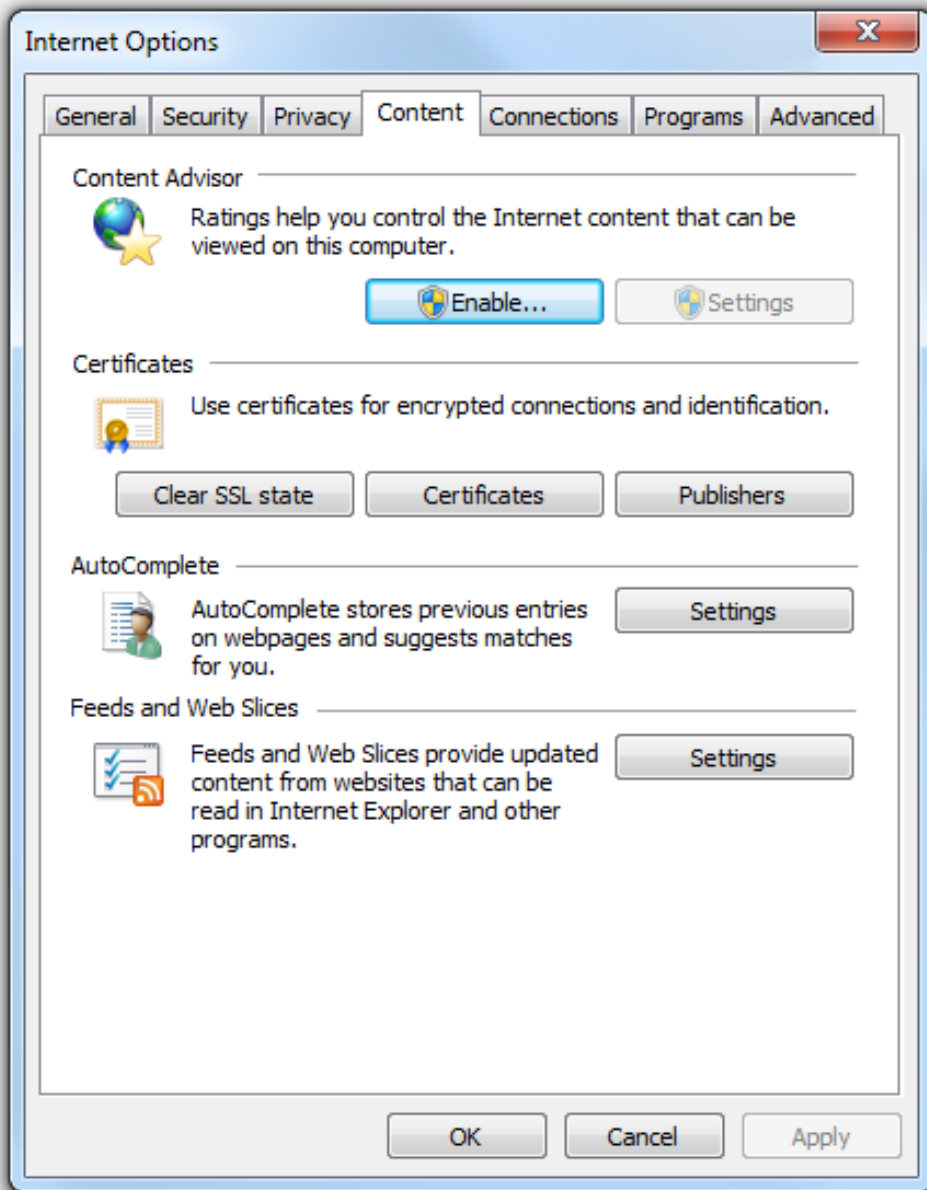 Internet Options
General Security Privacy Content Connections Programs Advanced
Content Advisor
Ratings help you control the Internet content that can be
viewed on this computer.
Enable... Settings
Certificates
Use certificates for encrypted connections and identification.
Clear SSL state Certificates Publishers
AutoComplete
AutoComplete stores previous entries
on webpages and suggests matches
for you.
Settings
Feeds and Web Slices
Feeds and Web Slices provide updated
content from websites that can be
read in Internet Explorer and other
programs.
Settings
OK Cancel Apply